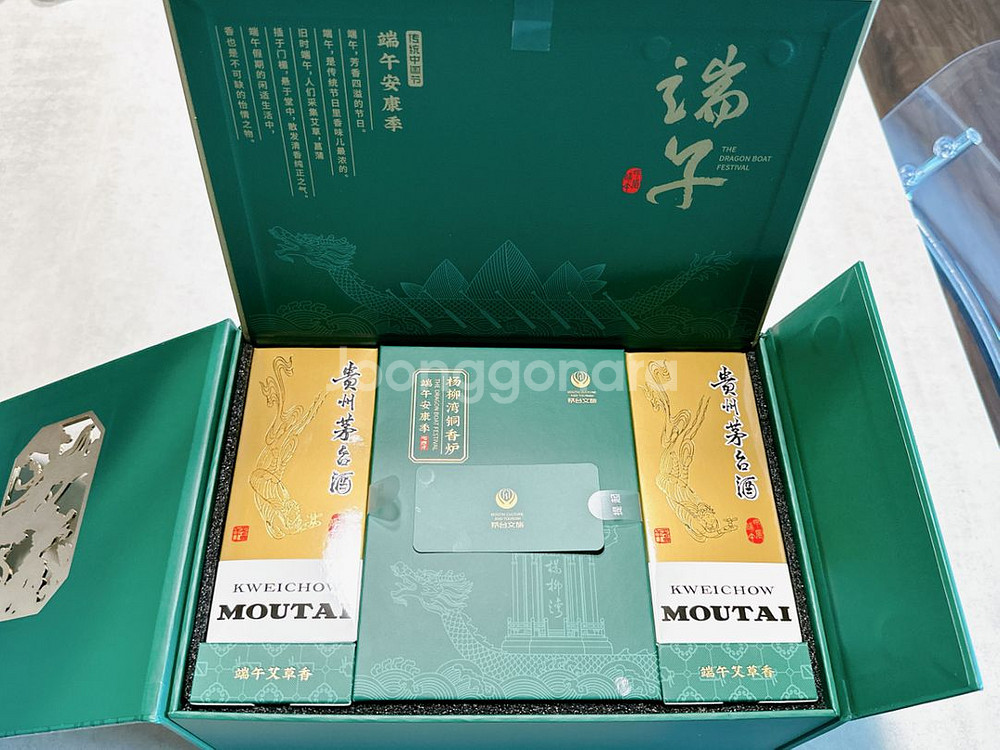 传统中国节
端午安康季
端午，芳香四溢的节日。
端午，是传统节日里香味儿最浓的。
旧时端午，人们采集艾草、菖蒲
插于门楣，悬于堂中，散发清香纯正之气。
端午假期的闲适生活中，
香也是不可缺的怡情之物。
端午
THE
DRAGON BOAT
FESTIVAL
bonggonara
贵州茅台酒
KWEICHOW
MOUTAI
端午艾草香
杨柳湾铜香炉
THE DRAGON BOAT FESTIVAL
端午安康季
茅台文旅
茅台文旅
杨柳湾
贵州茅台酒
KWEICHOW
MOUTAI
端午艾草香